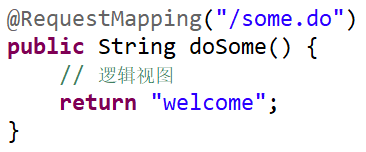 @RequestMapping("/some.do")
public String doSome() {
    // 逻辑视图
    return "welcome";
}